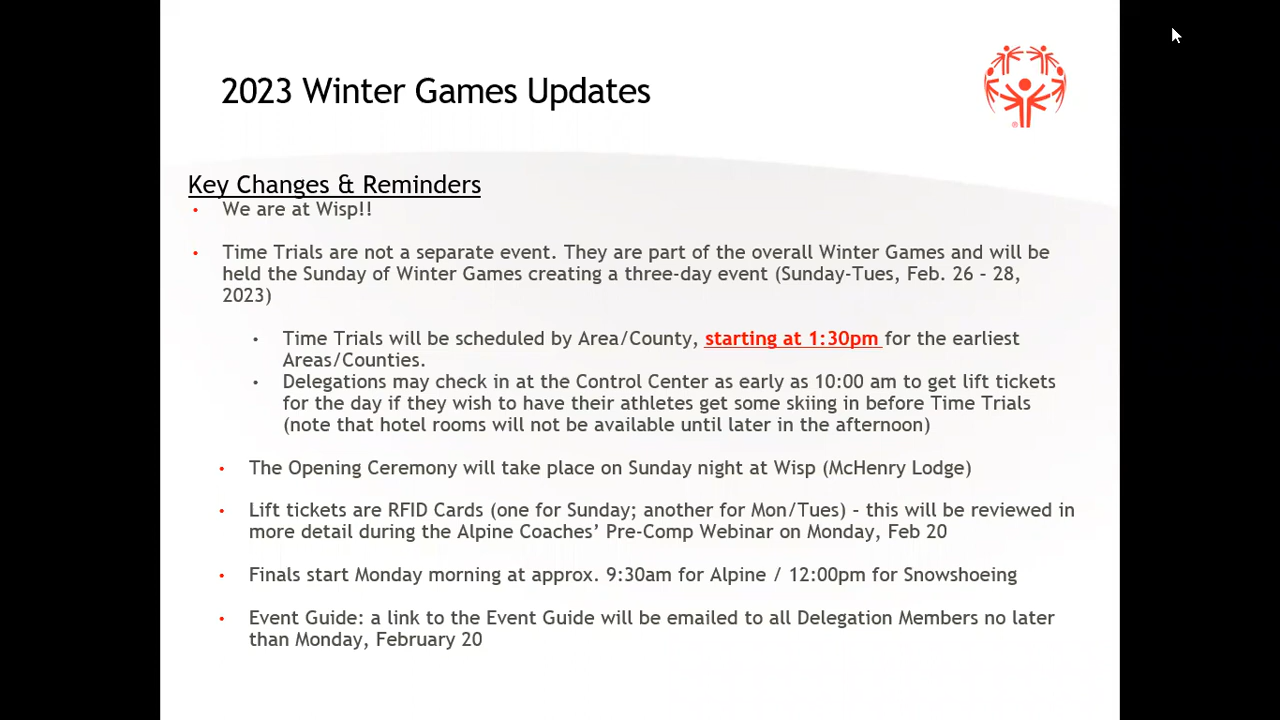 2023 Winter Games Updates
Key Changes & Reminders
• We are at Wisp!!
• Time Trials are not a separate event. They are part of the overall Winter Games and will be
held the Sunday of Winter Games creating a three-day event (Sunday-Tues, Feb. 26 - 28,
2023)
• Time Trials will be scheduled by Area/County, starting at 1:30pm for the earliest
Areas/Counties.
• Delegations may check in at the Control Center as early as 10:00 am to get lift tickets
for the day if they wish to have their athletes get some skiing in before Time Trials
(note that hotel rooms will not be available until later in the afternoon)
• The Opening Ceremony will take place on Sunday night at Wisp (McHenry Lodge)
• Lift tickets are RFID Cards (one for Sunday; another for Mon/Tues) – this will be reviewed in
more detail during the Alpine Coaches’ Pre-Comp Webinar on Monday, Feb 20
• Finals start Monday morning at approx. 9:30am for Alpine / 12:00pm for Snowshoeing
• Event Guide: a link to the Event Guide will be emailed to all Delegation Members no later
than Monday, February 20